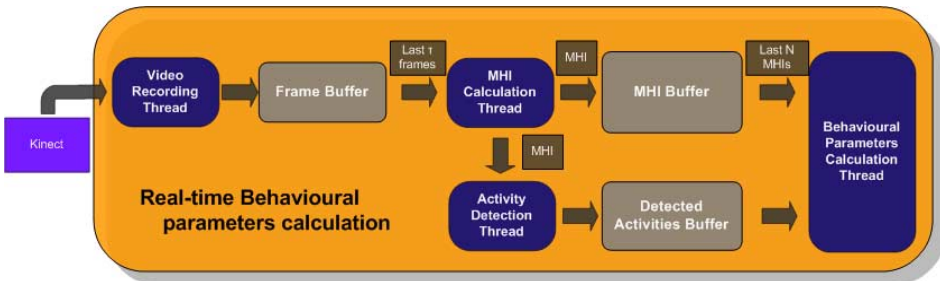 Kinect
Video
Recording
Thread
Frame Buffer
Last τ
frames
MHI
Calculation
Thread
MHI
MHI Buffer
Last N
MHIs
Behavioural
Parameters
Calculation
Thread
MHI
Activity
Detection
Thread
Detected
Activities Buffer
Real-time Behavioural
parameters calculation